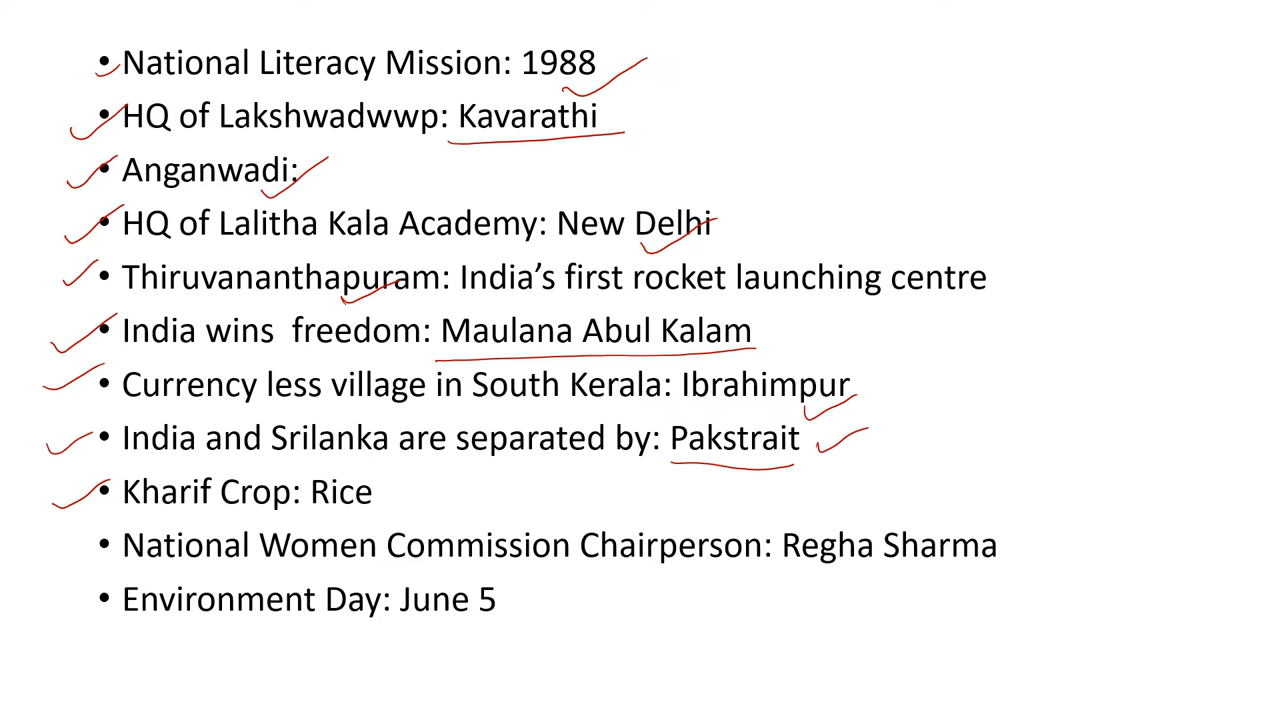 • National Literacy Mission: 1988
• HQ of Lakshwadwwp: Kavarathi
• Anganwadi:
• HQ of Lalitha Kala Academy: New Delhi
• Thiruvananthapuram: India’s first rocket launching centre
• India wins  freedom: Maulana Abul Kalam
• Currency less village in South Kerala: Ibrahimpur
• India and Srilanka are separated by: Pakstrait
• Kharif Crop: Rice
• National Women Commission Chairperson: Regha Sharma
• Environment Day: June 5